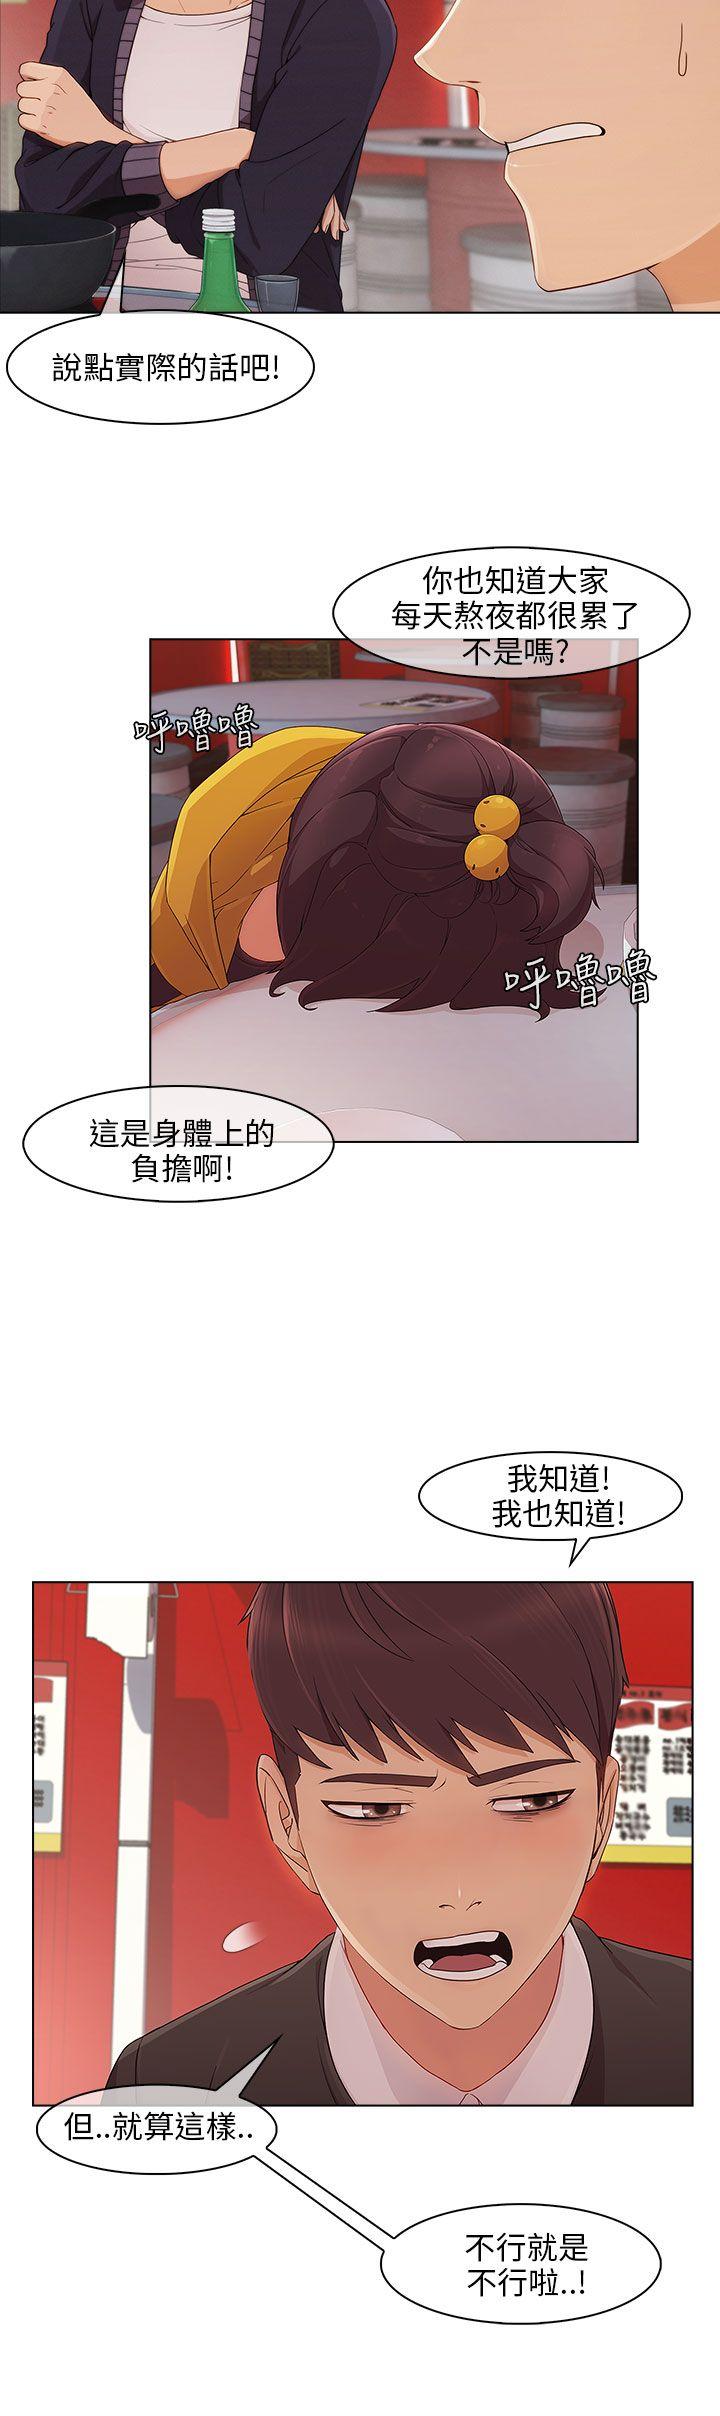 說點實際的話吧!
你也知道大家
每天熬夜都很累了
不是嗎?
呼嚕嚕
呼嚕嚕
這是身體上的
負擔啊!
我知道!
我也知道!
但..就算這樣..
不行就是
不行啦..!